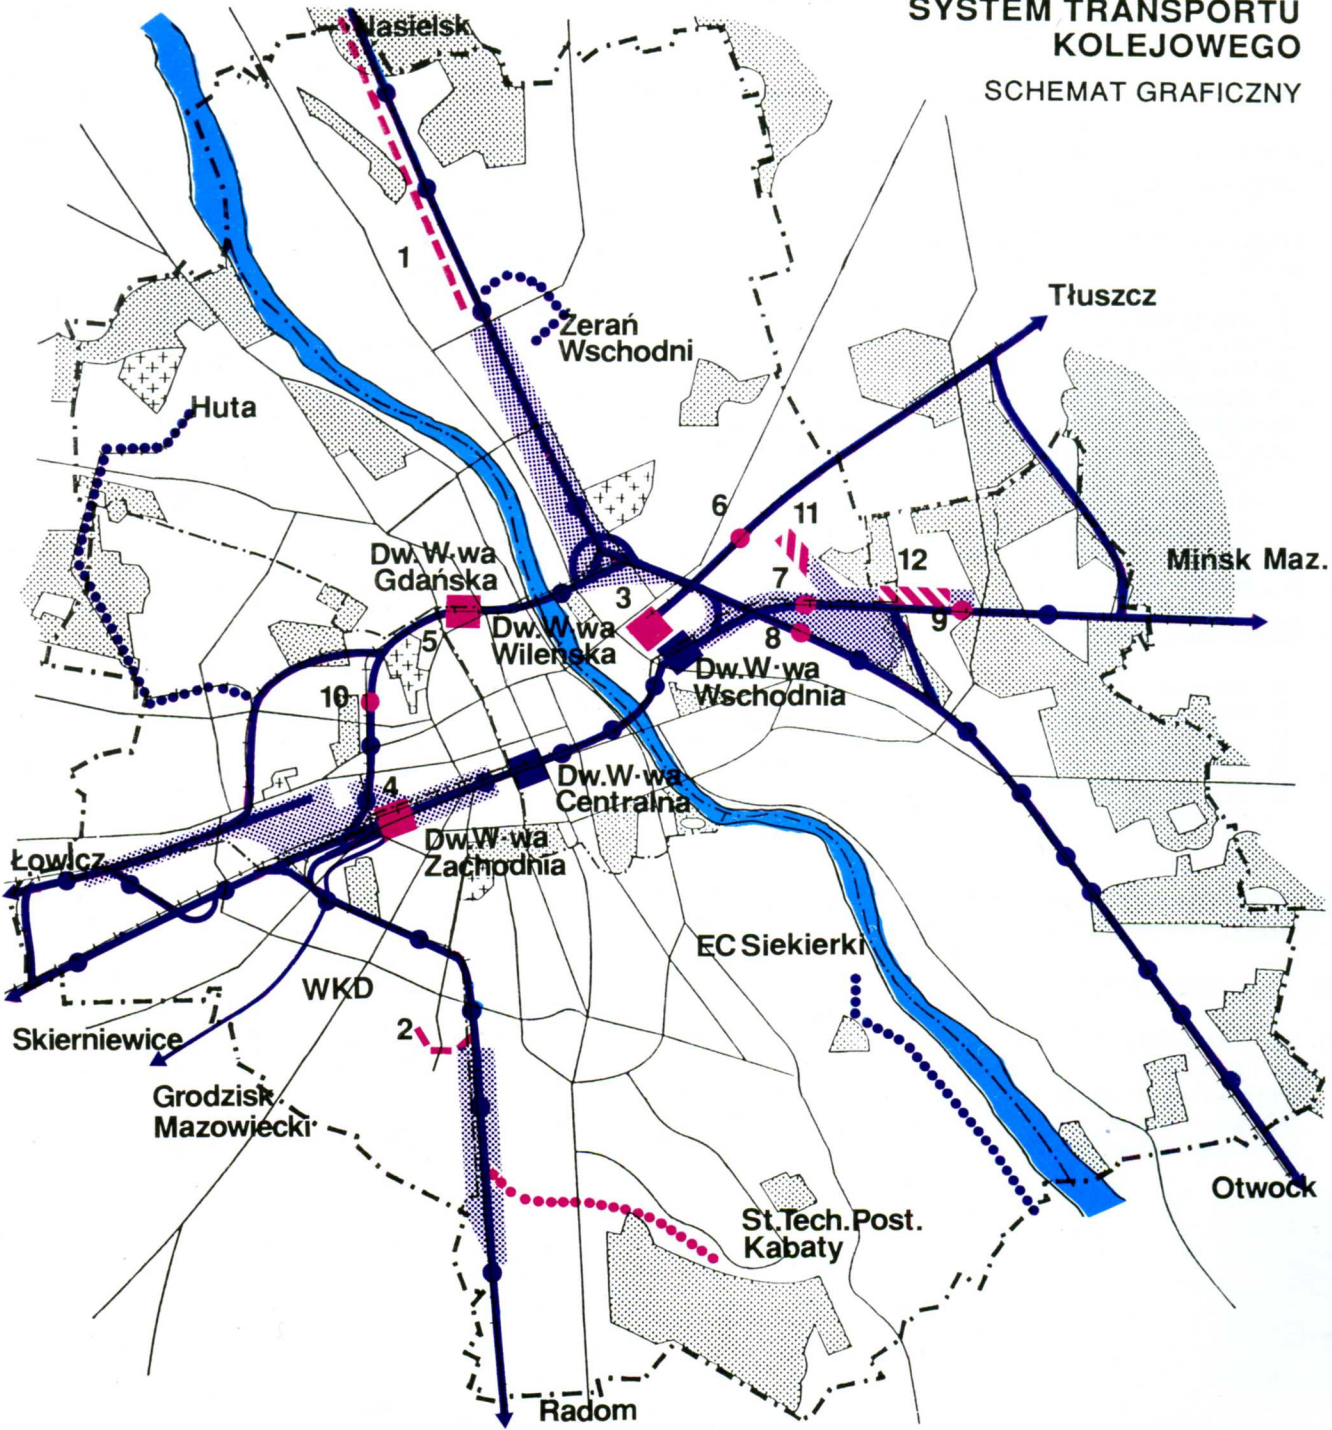 SYSTEM TRANSPORTU
KOLEJOWEGO
SCHEMAT GRAFICZNY
Nasielsk
1
Tłuszcz
Żerań
Wschodni
Huta
6
11
Dw.W-wa
Gdańska
12
Mińsk Maz.
7
3
5
Dw.W-wa
Wileńska
8
9
Dw.W-wa
Wschodnia
10
4
Dw.W-wa
Centralna
Dw.W-wa
Zachodnia
Łowicz
EC Siekierki
WKD
2
Skierniewice
Grodzisk
Mazowiecki
Otwock
St.Tech.Post.
Kabaty
Radom